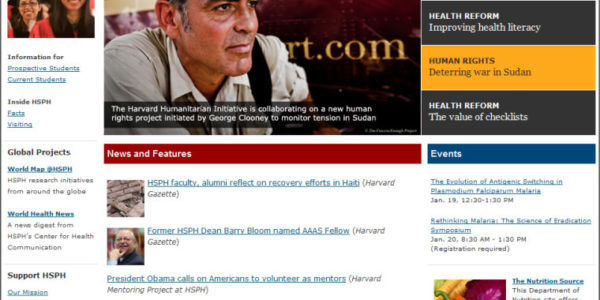 Information for
Prospective Students
Current Students
Inside HSPH
Facts
Visiting
Global Projects
World Map @HSPH
HSPH research initiatives
from around the globe
World Health News
A news digest from
HSPH's Center for Health
Communication
Support HSPH
Our Mission
rt.com
The Harvard Humanitarian Initiative is collaborating on a new human
rights project initiated by George Clooney to monitor tension in Sudan
News and Features
HSPH faculty, alumni reflect on recovery efforts in Haiti (Harvard
Gazette)
Former HSPH Dean Barry Bloom named AAAS Fellow (Harvard
Gazette)
President Obama calls on Americans to volunteer as mentors (Harvard
Mentoring Project at HSPH)
HEALTH REFORM
Improving health literacy
HUMAN RIGHTS
Deterring war in Sudan
HEALTH REFORM
The value of checklists
Events
The Evolution of Antigenic Switching in
Plasmodium Falciparum Malaria
Jan. 19, 12:30-1:30 PM
Rethinking Malaria: The Science of Eradication
Symposium
Jan. 20, 8:30 AM - 1:30 PM
(Registration required)
The Nutrition Source
This Department of
Nutrition site offers